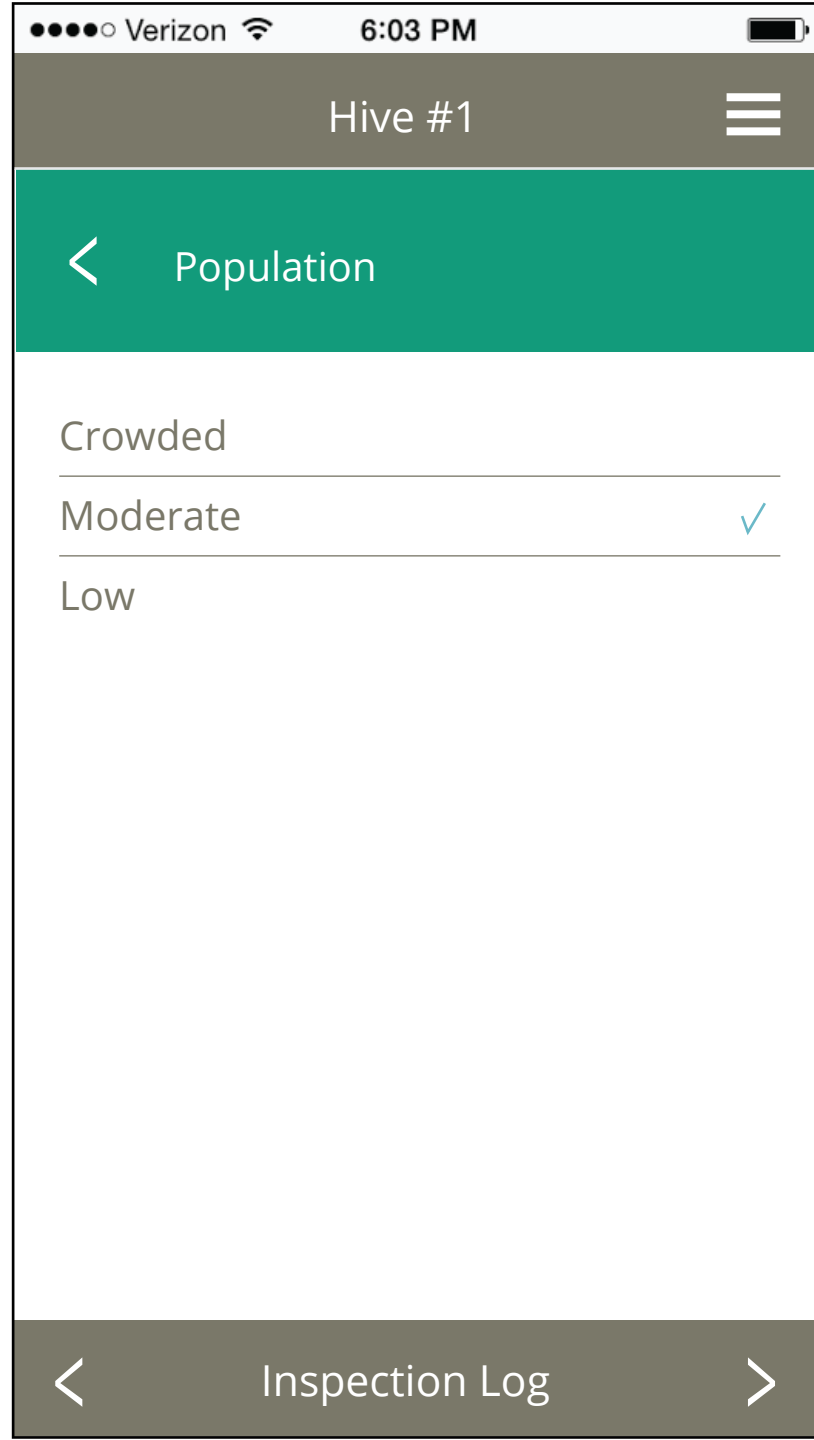 Verizon 6:03 PM
Hive #1
Population
Crowded
Moderate
Low
Inspection Log